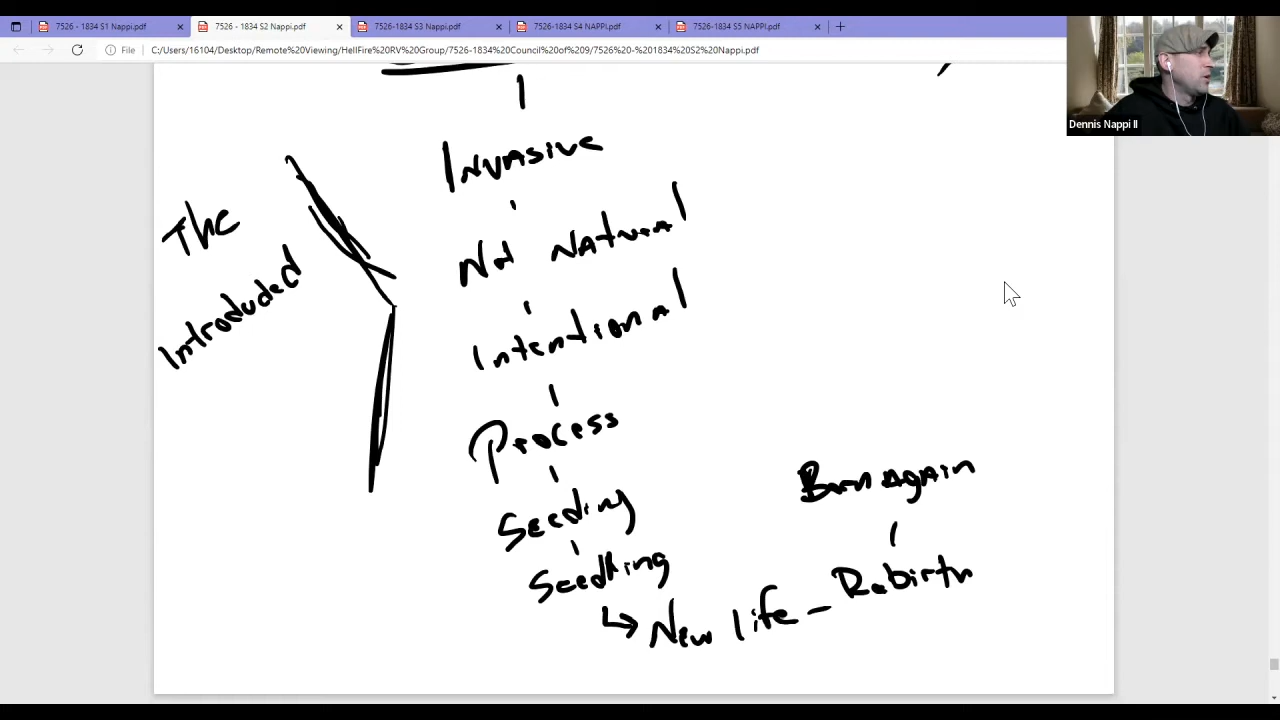 7526 - 1834 S1 Nappi.pdf
7526 - 1834 S2 Nappi.pdf
7526-1834 S3 Nappi.pdf
7526-1834 S4 NAPPI.pdf
7526-1834 S5 NAPPI.pdf
File C:/Users/16104/Desktop/Remote%20Viewing/HellFire%20RV%20Group/7526-1834%20Council%20of%209/7526%20-%201834%20S2%20Nappi.pdf
Dennis Nappi II
Invasive
The
Not Natural
Introduced
Intentional
Process
Born Again
Seeding
Seedling
Rebirth
New life -